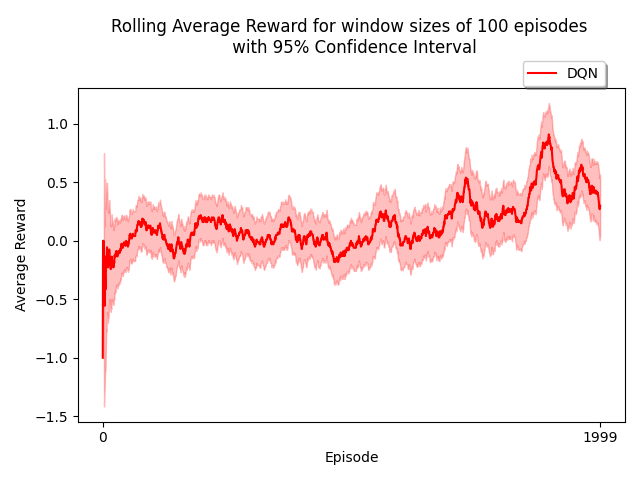 Rolling Average Reward for window sizes of 100 episodes
with 95% Confidence Interval
DQN
1.0
0.5
0.0
−0.5
−1.0
−1.5
Average Reward
0
1999
Episode